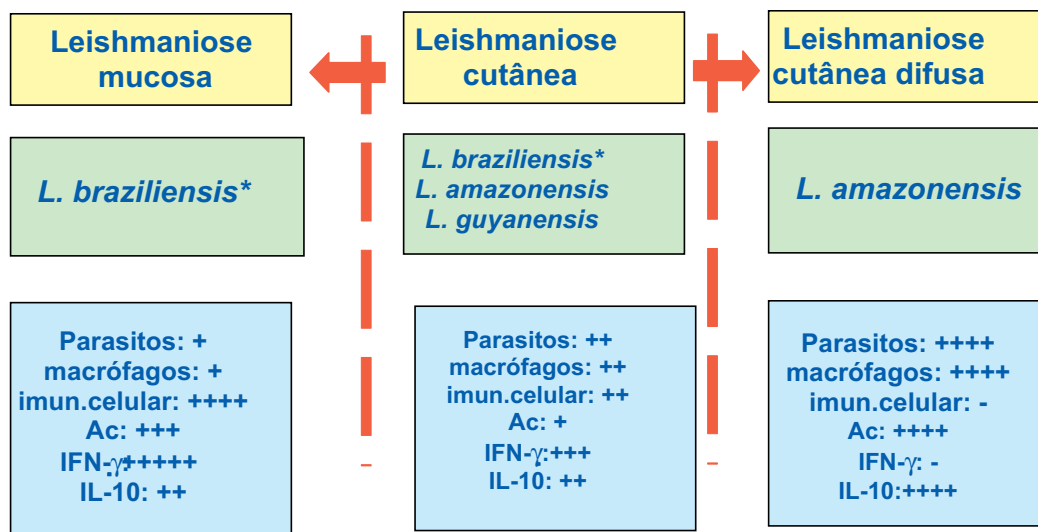 Leishmaniose
mucosa
Leishmaniose
cutânea
Leishmaniose
cutânea difusa
L. braziliensis*
L. braziliensis*
L. amazonensis
L. guyanensis
L. amazonensis
Parasitos: +
macrófagos: +
imun.celular: ++++
Ac: +++
IFN-γ:+++++
IL-10: ++
Parasitos: ++
macrófagos: ++
imun.celular: ++
Ac: +
IFN-γ:+++
IL-10: ++
Parasitos: ++++
macrófagos: ++++
imun.celular: -
Ac: ++++
IFN-γ: -
IL-10:++++